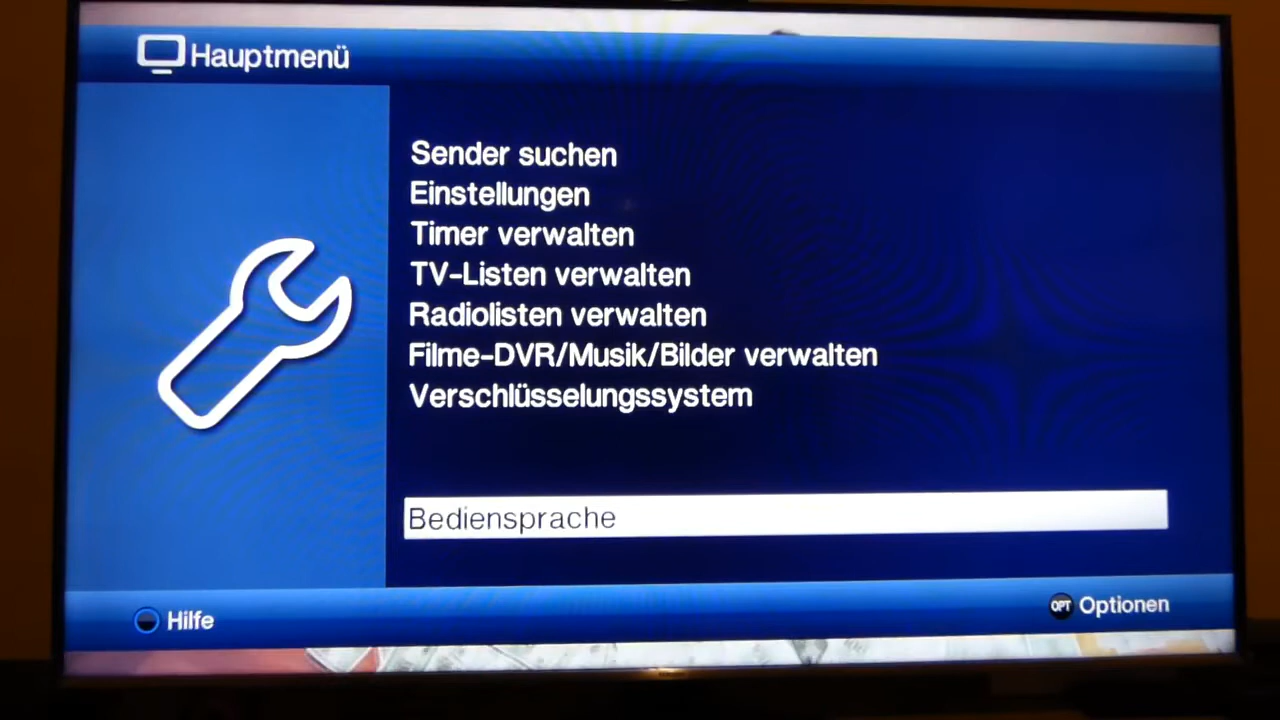 Hauptmenü
Sender suchen
Einstellungen
Timer verwalten
TV-Listen verwalten
Radiolisten verwalten
Filme-DVR/Musik/Bilder verwalten
Verschlüsselungssystem
Bediensprache
Hilfe
OPT Optionen